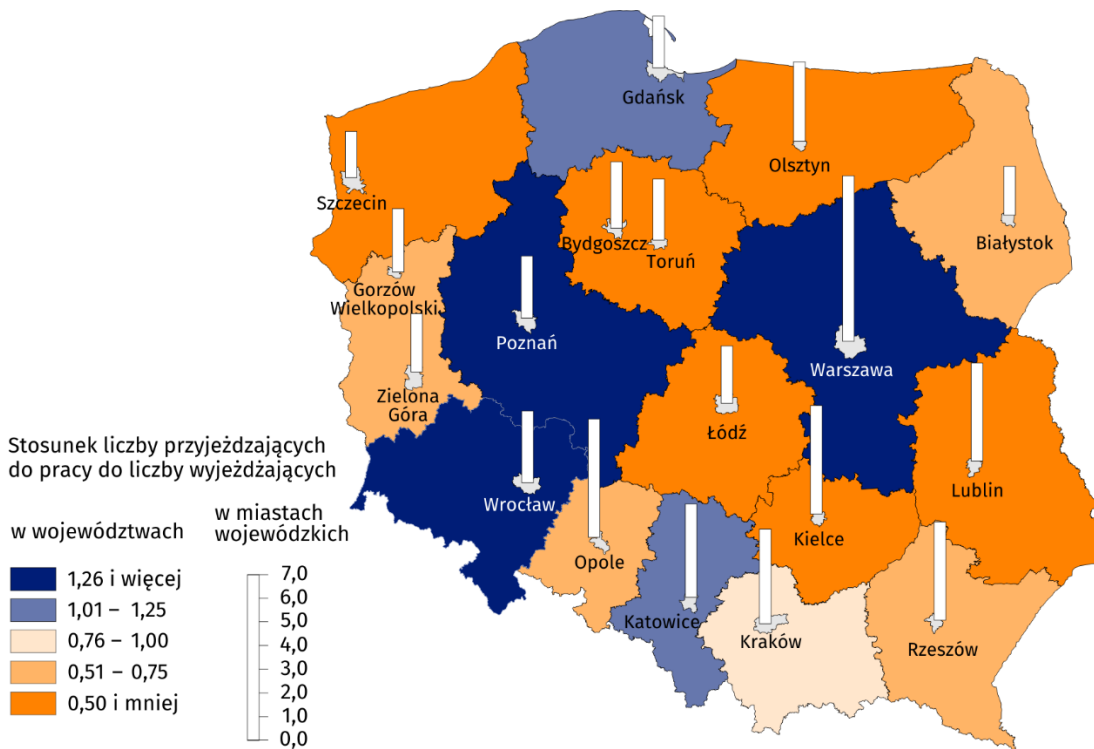 Gdańsk
Olsztyn
Szczecin
Bydgoszcz
Toruń
Białystok
Gorzów
Wielkopolski
Poznań
Warszawa
Zielona
Góra
Łódź
Wrocław
Lublin
Kielce
Opole
Katowice
Kraków
Rzeszów
Stosunek liczby przyjeżdzających
do pracy do liczby wyjeżdżających
w województwach
1,26 i więcej
1,01 – 1,25
0,76 – 1,00
0,51 – 0,75
0,50 i mniej
w miastach
wojewódzkich
7,0
6,0
5,0
4,0
3,0
2,0
1,0
0,0